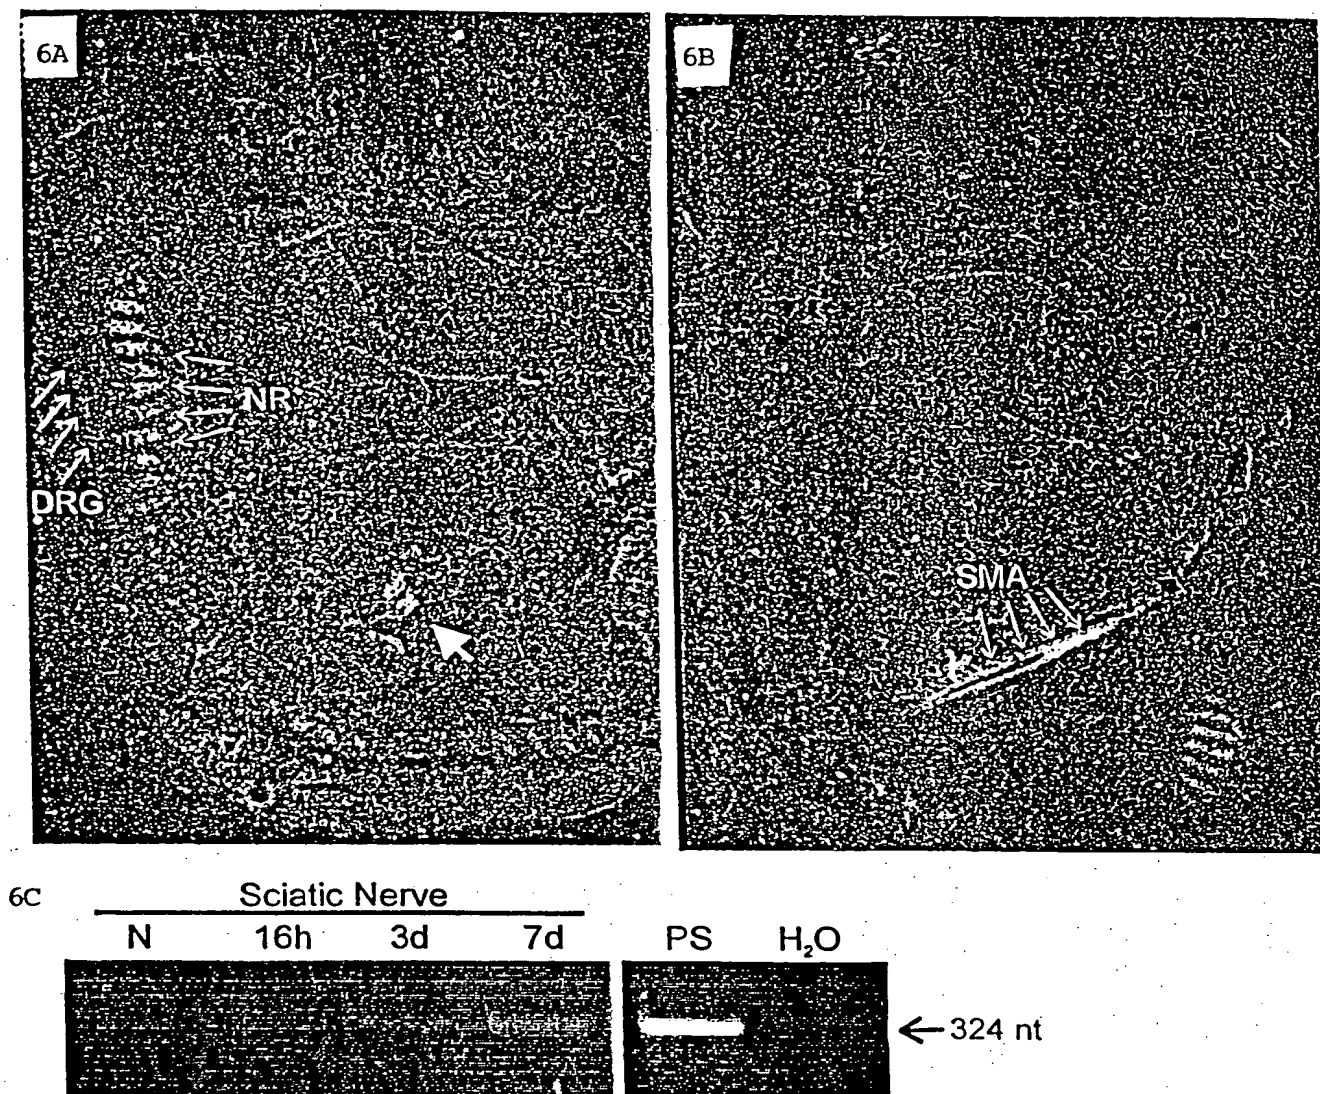 6A
6B
NR
DRG
SMA
6C
Sciatic Nerve
N 16h 3d 7d PS H₂O
324 nt